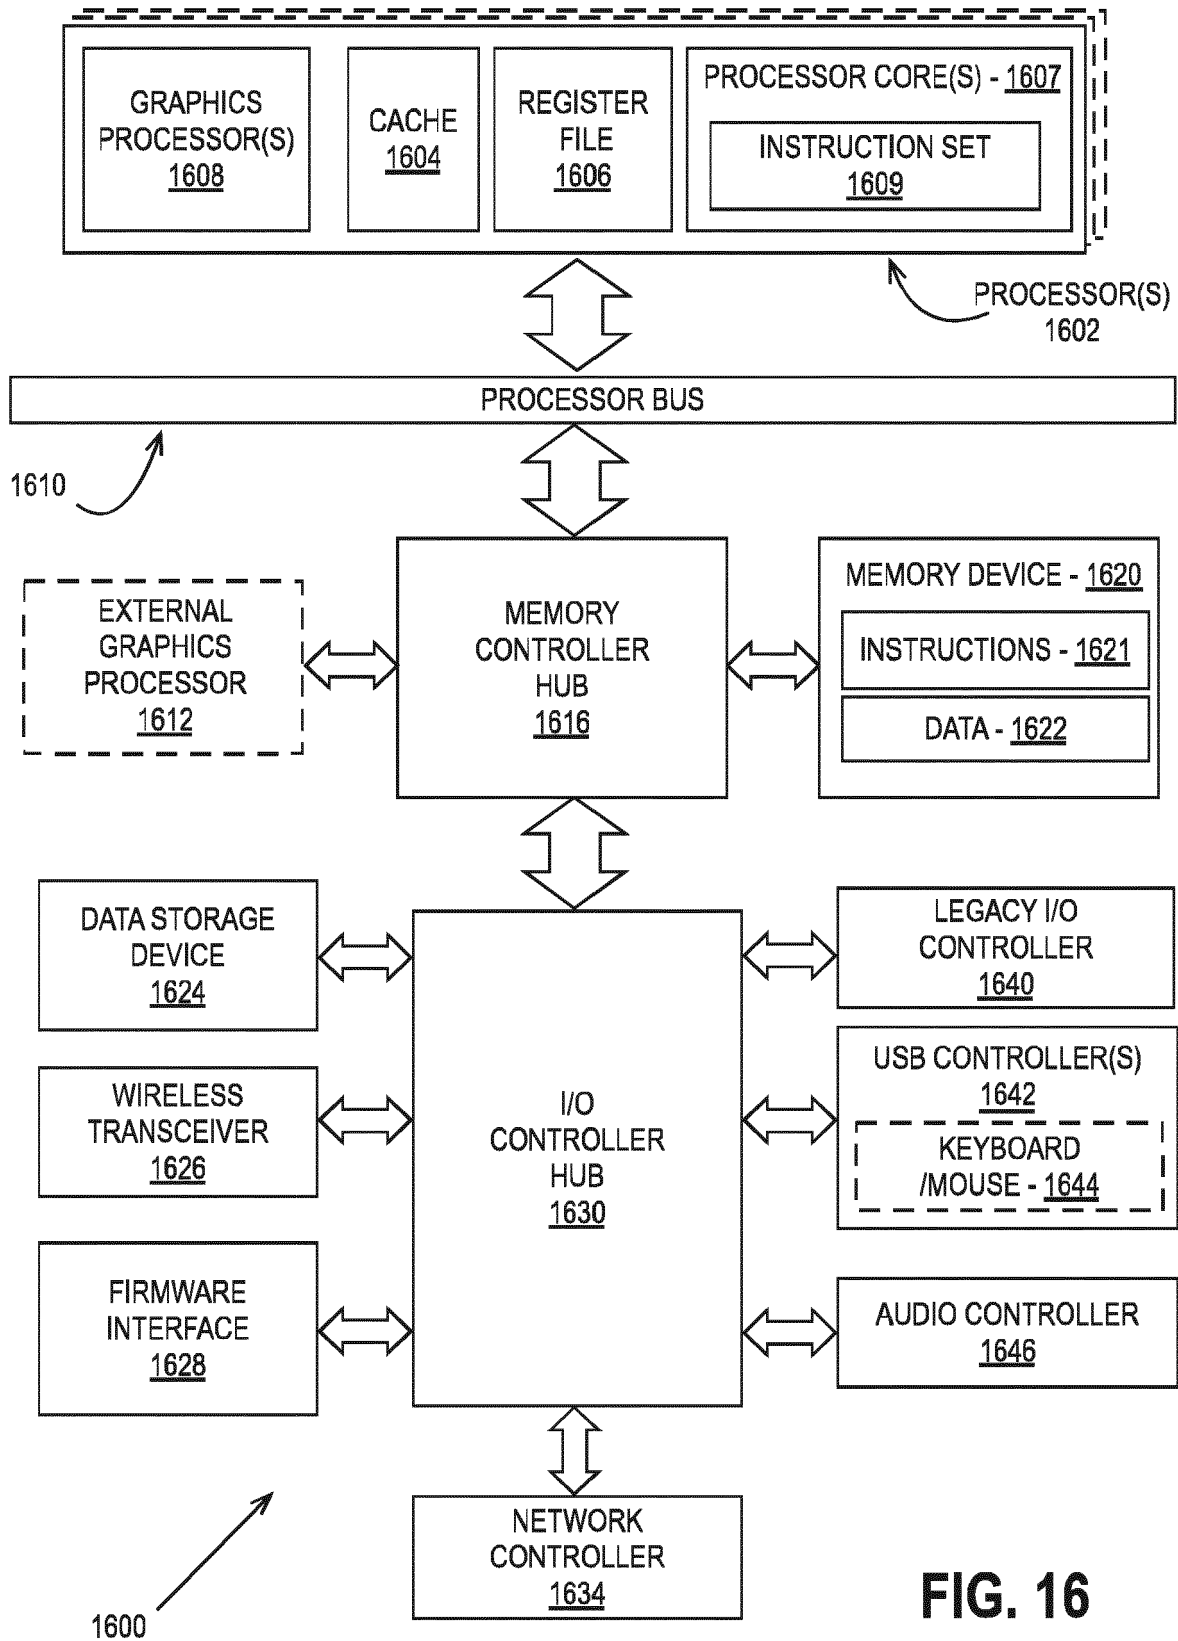 GRAPHICS
PROCESSOR(S)
1608
CACHE
1604
REGISTER
FILE
1606
PROCESSOR CORE(S) - 1607
INSTRUCTION SET
1609
PROCESSOR(S)
1602
PROCESSOR BUS
1610
EXTERNAL
GRAPHICS
PROCESSOR
1612
MEMORY
CONTROLLER
HUB
1616
MEMORY DEVICE - 1620
INSTRUCTIONS - 1621
DATA - 1622
DATA STORAGE
DEVICE
1624
WIRELESS
TRANSCEIVER
1626
FIRMWARE
INTERFACE
1628
I/O
CONTROLLER
HUB
1630
LEGACY I/O
CONTROLLER
1640
USB CONTROLLER(S)
1642
KEYBOARD
/MOUSE - 1644
AUDIO CONTROLLER
1646
NETWORK
CONTROLLER
1634
1600
FIG. 16